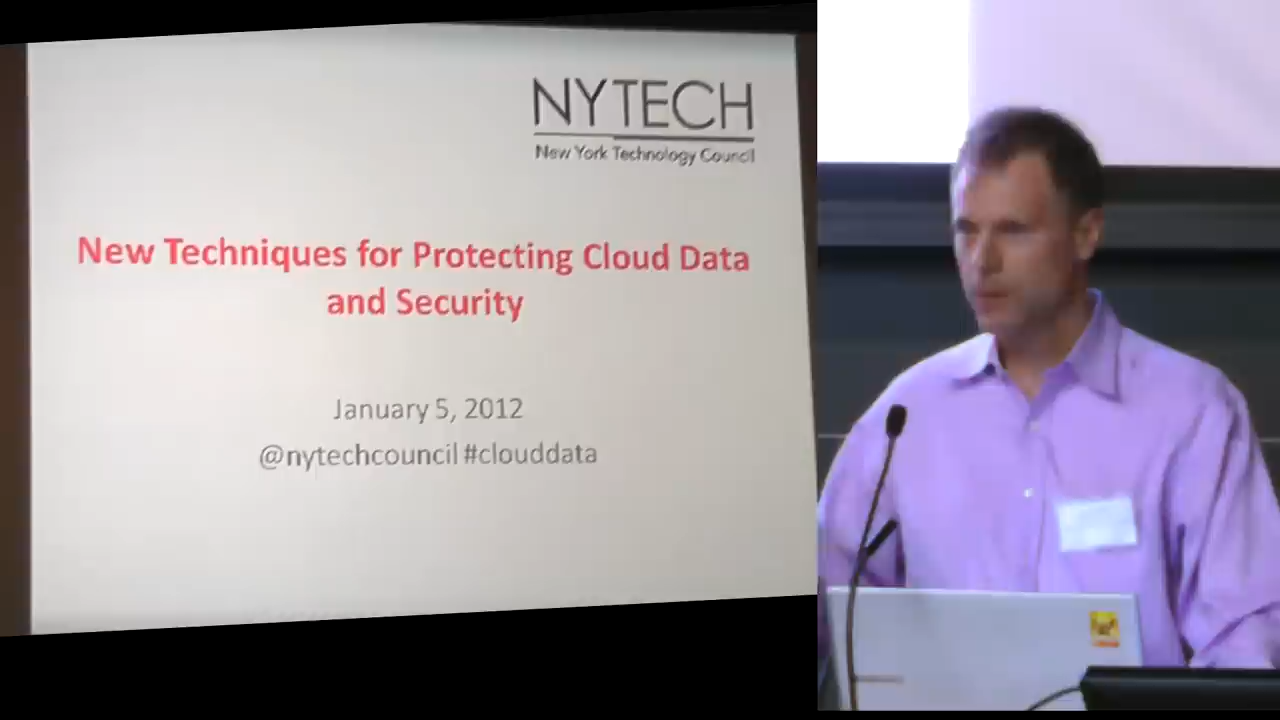 NYTECH
New York Technology Council
New Techniques for Protecting Cloud Data
and Security
January 5, 2012
@nytechcouncil #clouddata